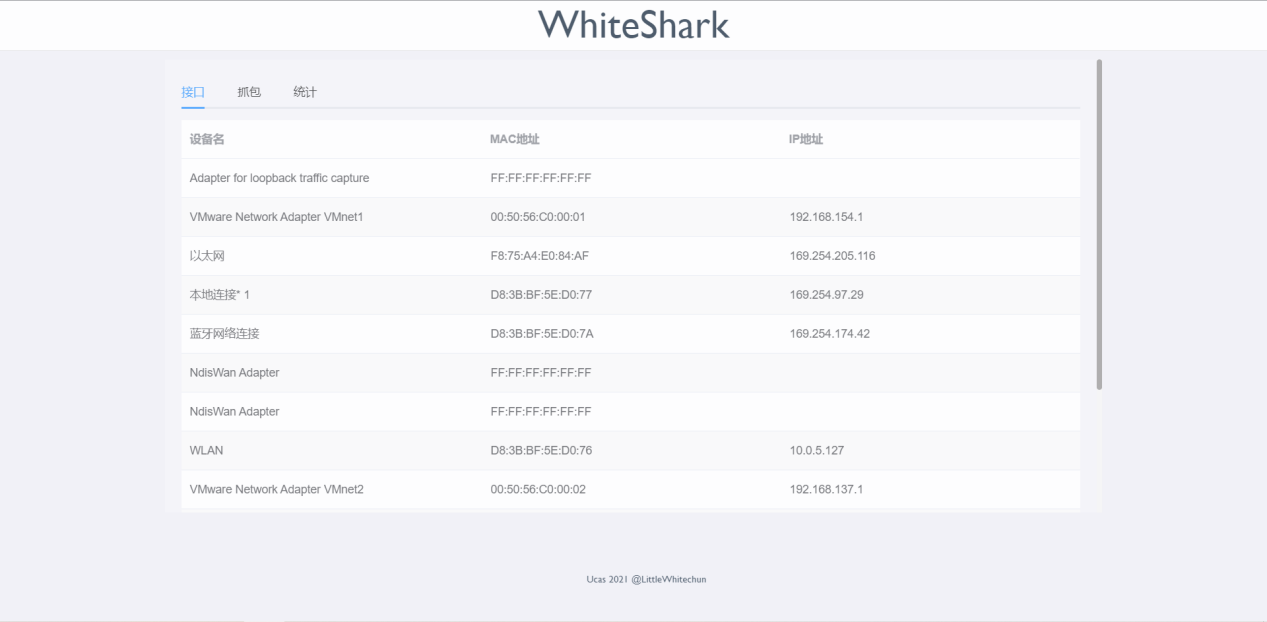 WhiteShark
接口 抓包 统计
设备名 MAC地址 IP地址
Adapter for loopback traffic capture FF:FF:FF:FF:FF:FF
VMware Network Adapter VMnet1 00:50:56:C0:00:01 192.168.154.1
以太网 F8:75:A4:E0:84:AF 169.254.205.116
本地连接* 1 D8:3B:BF:5E:D0:77 169.254.97.29
蓝牙网络连接 D8:3B:BF:5E:D0:7A 169.254.174.42
NdisWan Adapter FF:FF:FF:FF:FF:FF
NdisWan Adapter FF:FF:FF:FF:FF:FF
WLAN D8:3B:BF:5E:D0:76 10.0.5.127
VMware Network Adapter VMnet2 00:50:56:C0:00:02 192.168.137.1
Ucas 2021 @LittleWhitechun